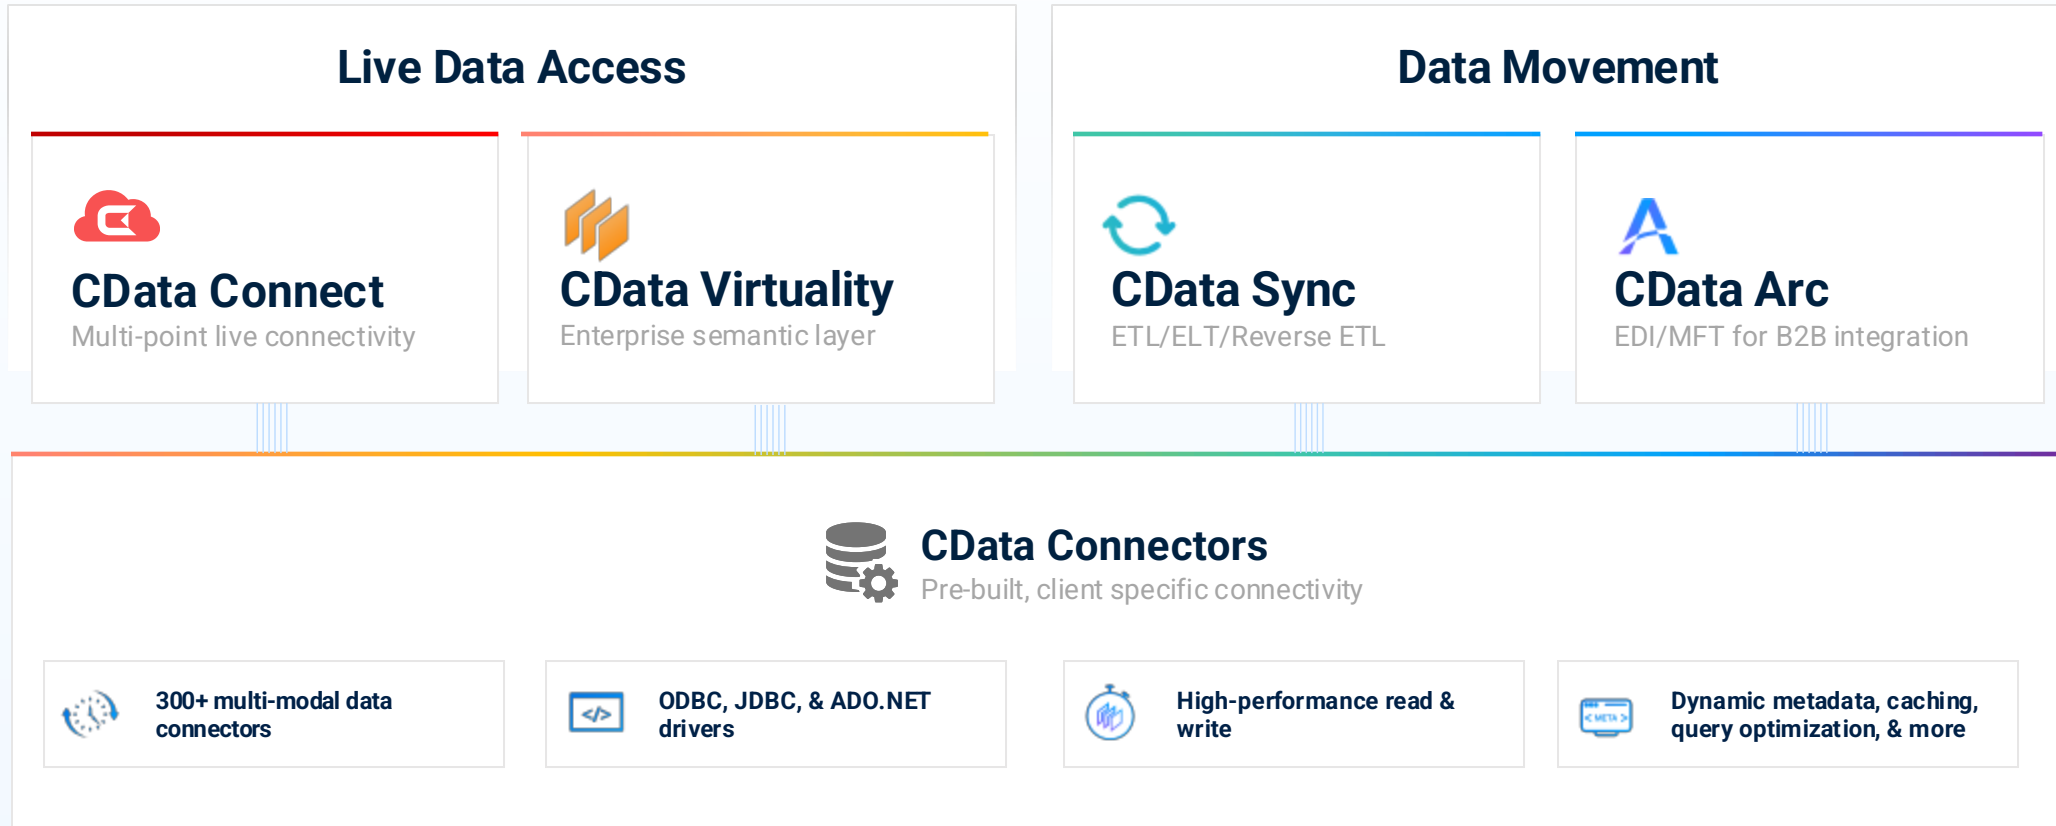 Live Data Access
Data Movement
CData Connect
Multi-point live connectivity
CData Virtuality
Enterprise semantic layer
CData Sync
ETL/ELT/Reverse ETL
CData Arc
EDI/MFT for B2B integration
CData Connectors
Pre-built, client specific connectivity
300+ multi-modal data
connectors
</>
ODBC, JDBC, & ADO.NET
drivers
High-performance read &
write
< META >
Dynamic metadata, caching,
query optimization, & more